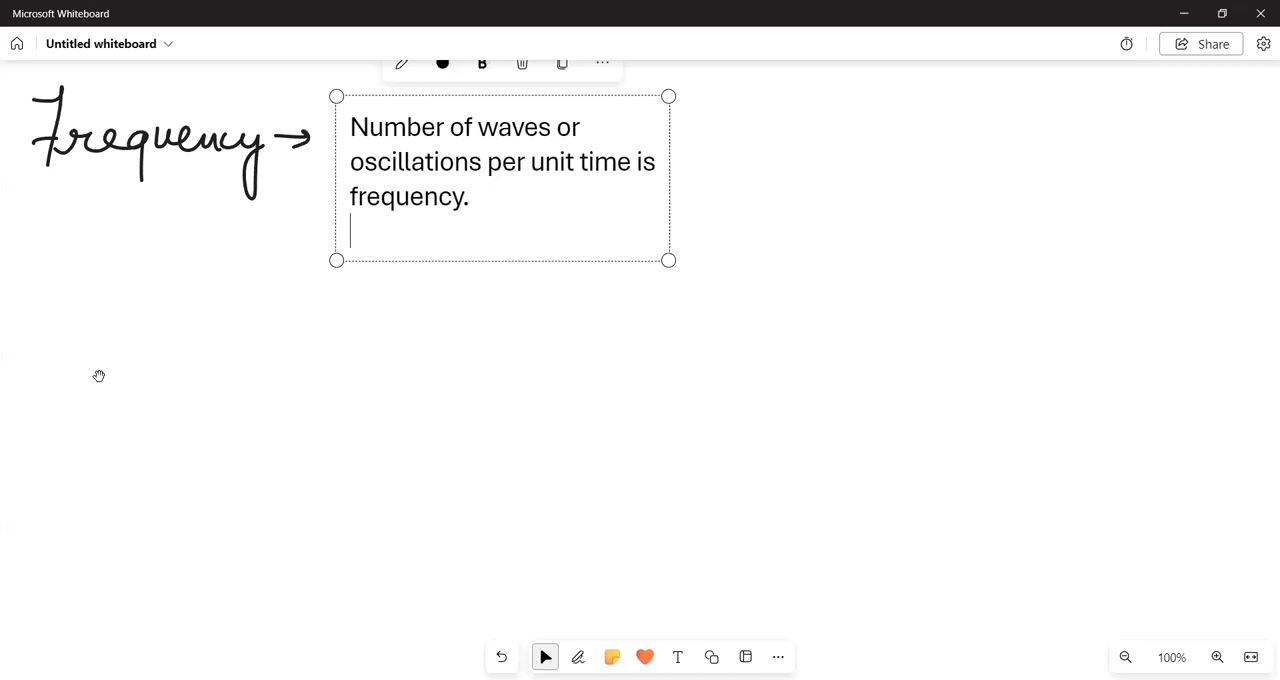 Microsoft Whiteboard
Untitled whiteboard
Share
B
Frequency →
Number of waves or
oscillations per unit time is
frequency.
T
100%